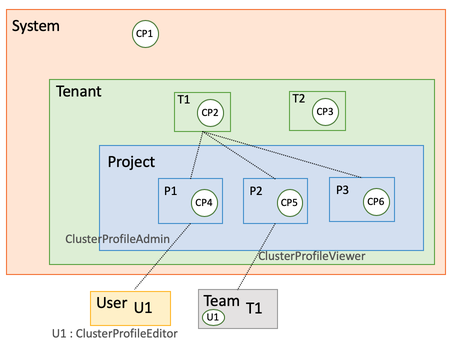 System
CP1
Tenant
T1
CP2
T2
CP3
Project
P1
CP4
P2
CP5
P3
CP6
ClusterProfileAdmin
ClusterProfileViewer
User U1
Team T1
U1
U1 : ClusterProfileEditor